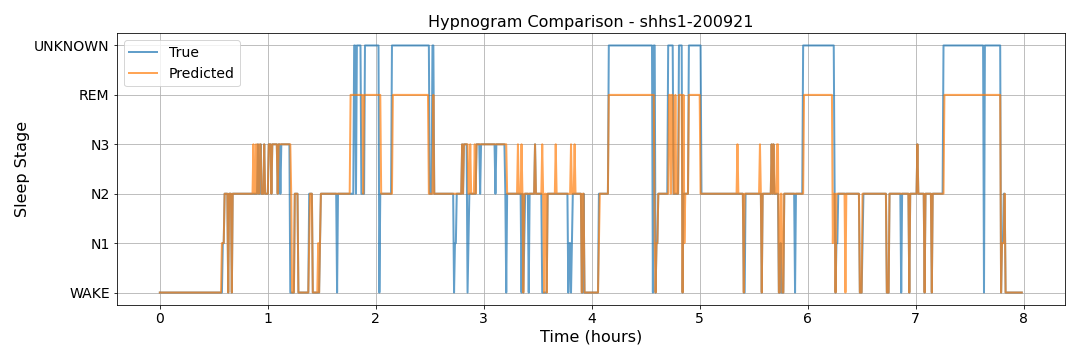 Hypnogram Comparison - shhs1-200921
UNKNOWN
REM
N3
N2
N1
WAKE
Sleep Stage
True
Predicted
0 1 2 3 4 5 6 7 8
Time (hours)